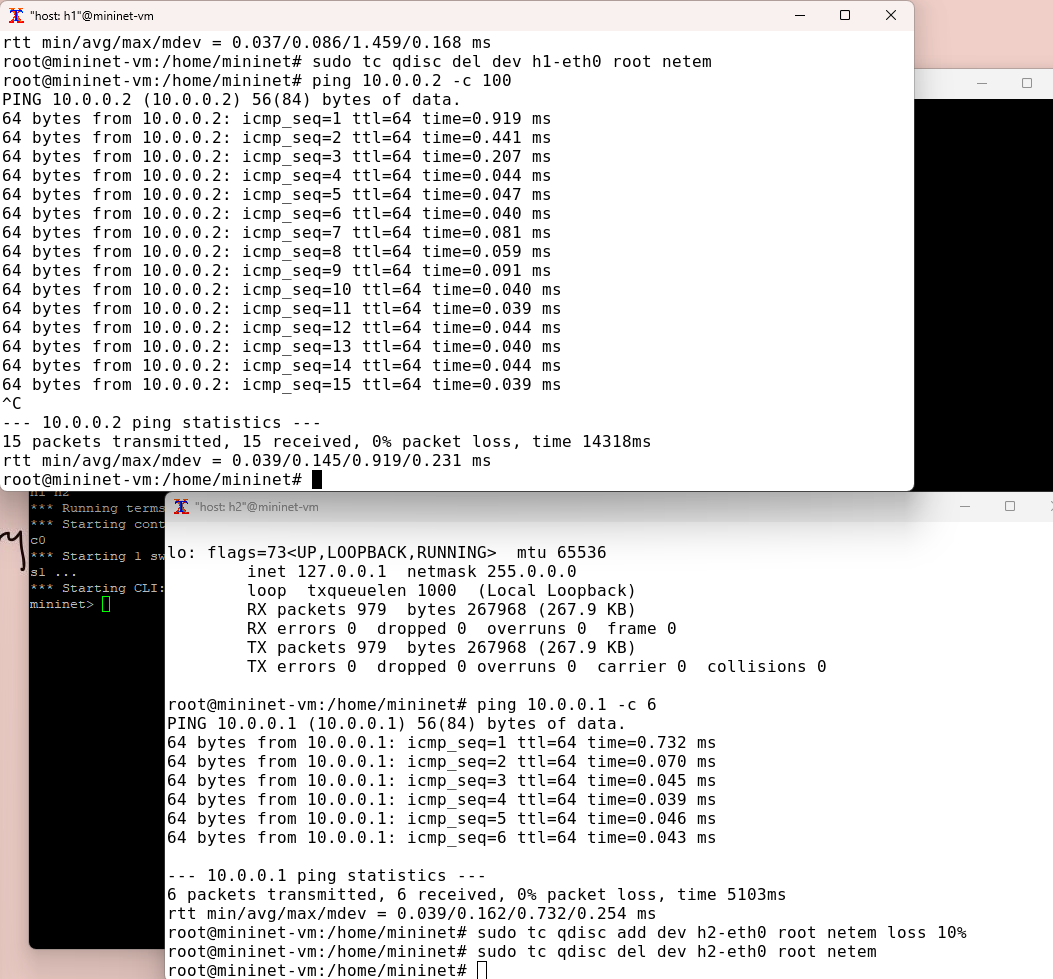 "host: h1"@mininet-vm
rtt min/avg/max/mdev = 0.037/0.086/1.459/0.168 ms
root@mininet-vm:/home/mininet# sudo tc qdisc del dev h1-eth0 root netem
root@mininet-vm:/home/mininet# ping 10.0.0.2 -c 100
PING 10.0.0.2 (10.0.0.2) 56(84) bytes of data.
64 bytes from 10.0.0.2: icmp_seq=1 ttl=64 time=0.919 ms
64 bytes from 10.0.0.2: icmp_seq=2 ttl=64 time=0.441 ms
64 bytes from 10.0.0.2: icmp_seq=3 ttl=64 time=0.207 ms
64 bytes from 10.0.0.2: icmp_seq=4 ttl=64 time=0.044 ms
64 bytes from 10.0.0.2: icmp_seq=5 ttl=64 time=0.047 ms
64 bytes from 10.0.0.2: icmp_seq=6 ttl=64 time=0.040 ms
64 bytes from 10.0.0.2: icmp_seq=7 ttl=64 time=0.081 ms
64 bytes from 10.0.0.2: icmp_seq=8 ttl=64 time=0.059 ms
64 bytes from 10.0.0.2: icmp_seq=9 ttl=64 time=0.091 ms
64 bytes from 10.0.0.2: icmp_seq=10 ttl=64 time=0.040 ms
64 bytes from 10.0.0.2: icmp_seq=11 ttl=64 time=0.039 ms
64 bytes from 10.0.0.2: icmp_seq=12 ttl=64 time=0.044 ms
64 bytes from 10.0.0.2: icmp_seq=13 ttl=64 time=0.040 ms
64 bytes from 10.0.0.2: icmp_seq=14 ttl=64 time=0.044 ms
64 bytes from 10.0.0.2: icmp_seq=15 ttl=64 time=0.039 ms
^C
--- 10.0.0.2 ping statistics ---
15 packets transmitted, 15 received, 0% packet loss, time 14318ms
rtt min/avg/max/mdev = 0.039/0.145/0.919/0.231 ms
root@mininet-vm:/home/mininet#
h1 h2
*** Running terms
*** Starting cont
c0
*** Starting 1 sw
s1 ...
*** Starting CLI:
mininet>
"host: h2"@mininet-vm
lo: flags=73<UP,LOOPBACK,RUNNING>  mtu 65536
inet 127.0.0.1  netmask 255.0.0.0
loop  txqueuelen 1000  (Local Loopback)
RX packets 979  bytes 267968 (267.9 KB)
RX errors 0  dropped 0  overruns 0  frame 0
TX packets 979  bytes 267968 (267.9 KB)
TX errors 0  dropped 0 overruns 0  carrier 0  collisions 0
root@mininet-vm:/home/mininet# ping 10.0.0.1 -c 6
PING 10.0.0.1 (10.0.0.1) 56(84) bytes of data.
64 bytes from 10.0.0.1: icmp_seq=1 ttl=64 time=0.732 ms
64 bytes from 10.0.0.1: icmp_seq=2 ttl=64 time=0.070 ms
64 bytes from 10.0.0.1: icmp_seq=3 ttl=64 time=0.045 ms
64 bytes from 10.0.0.1: icmp_seq=4 ttl=64 time=0.039 ms
64 bytes from 10.0.0.1: icmp_seq=5 ttl=64 time=0.046 ms
64 bytes from 10.0.0.1: icmp_seq=6 ttl=64 time=0.043 ms
--- 10.0.0.1 ping statistics ---
6 packets transmitted, 6 received, 0% packet loss, time 5103ms
rtt min/avg/max/mdev = 0.039/0.162/0.732/0.254 ms
root@mininet-vm:/home/mininet# sudo tc qdisc add dev h2-eth0 root netem loss 10%
root@mininet-vm:/home/mininet# sudo tc qdisc del dev h2-eth0 root netem
root@mininet-vm:/home/mininet#